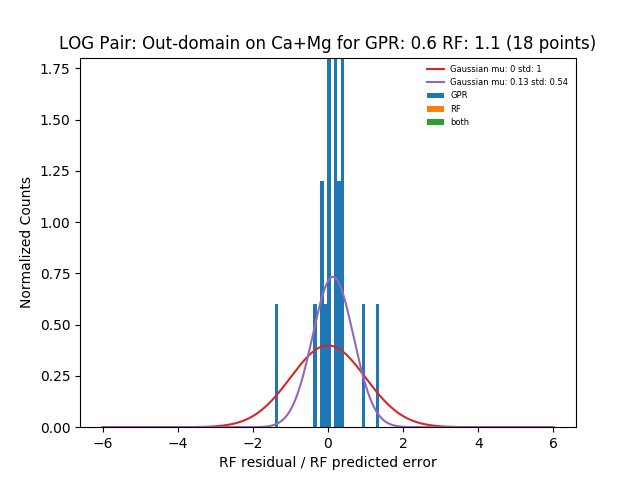 LOG Pair: Out-domain on Ca+Mg for GPR: 0.6 RF: 1.1 (18 points)
Gaussian mu: 0 std: 1
Gaussian mu: 0.13 std: 0.54
GPR
RF
both
Normalized Counts
1.75
1.50
1.25
1.00
0.75
0.50
0.25
0.00
−6 −4 −2 0 2 4 6
RF residual / RF predicted error